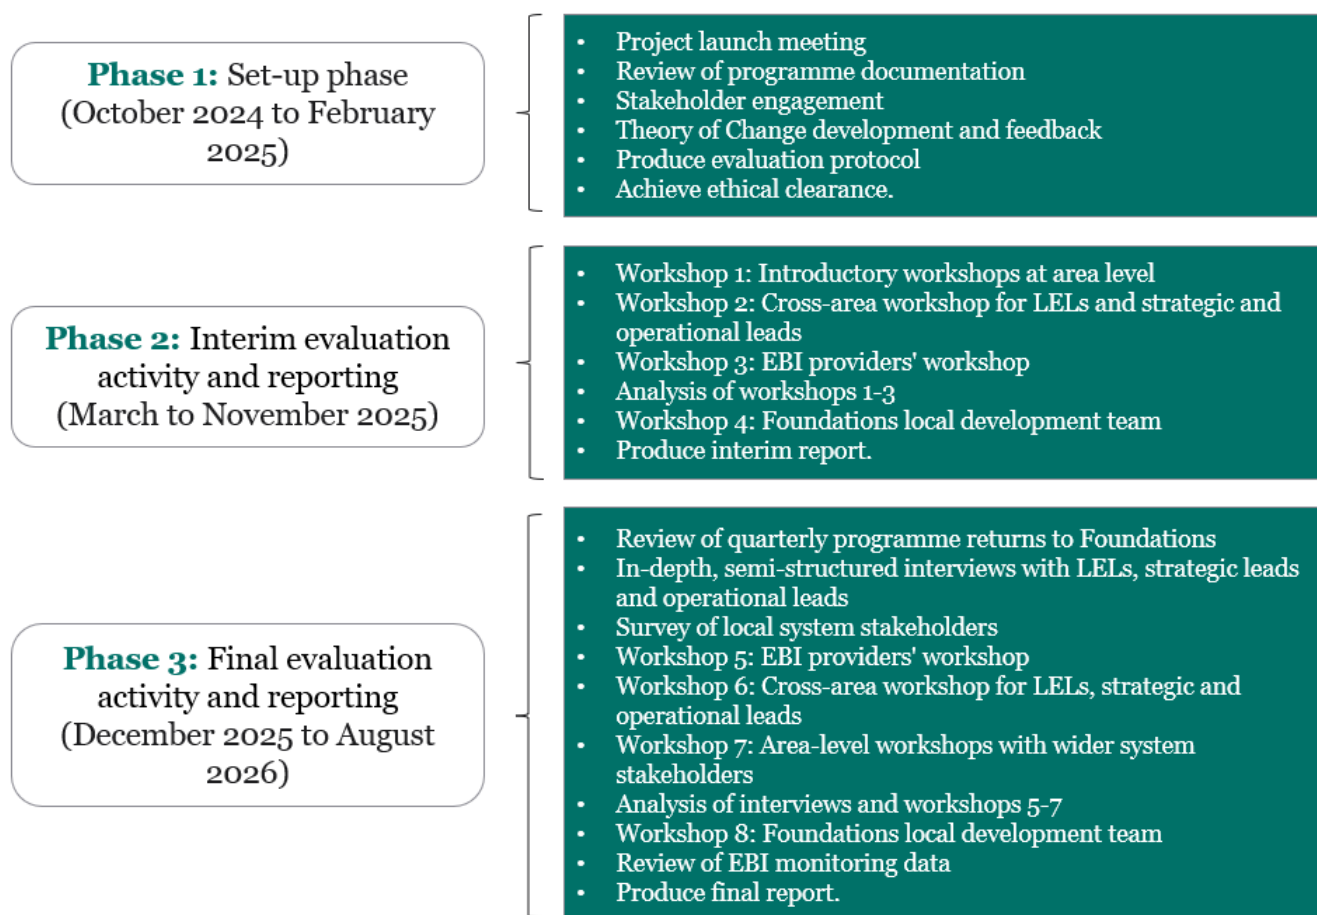 Phase 1: Set-up phase
(October 2024 to February
2025)
• Project launch meeting
• Review of programme documentation
• Stakeholder engagement
• Theory of Change development and feedback
• Produce evaluation protocol
• Achieve ethical clearance.
Phase 2: Interim evaluation
activity and reporting
(March to November 2025)
• Workshop 1: Introductory workshops at area level
• Workshop 2: Cross-area workshop for LELs and strategic and
operational leads
• Workshop 3: EBI providers' workshop
• Analysis of workshops 1-3
• Workshop 4: Foundations local development team
• Produce interim report.
Phase 3: Final evaluation
activity and reporting
(December 2025 to August
2026)
• Review of quarterly programme returns to Foundations
• In-depth, semi-structured interviews with LELs, strategic leads
and operational leads
• Survey of local system stakeholders
• Workshop 5: EBI providers' workshop
• Workshop 6: Cross-area workshop for LELs, strategic and
operational leads
• Workshop 7: Area-level workshops with wider system
stakeholders
• Analysis of interviews and workshops 5-7
• Workshop 8: Foundations local development team
• Review of EBI monitoring data
• Produce final report.